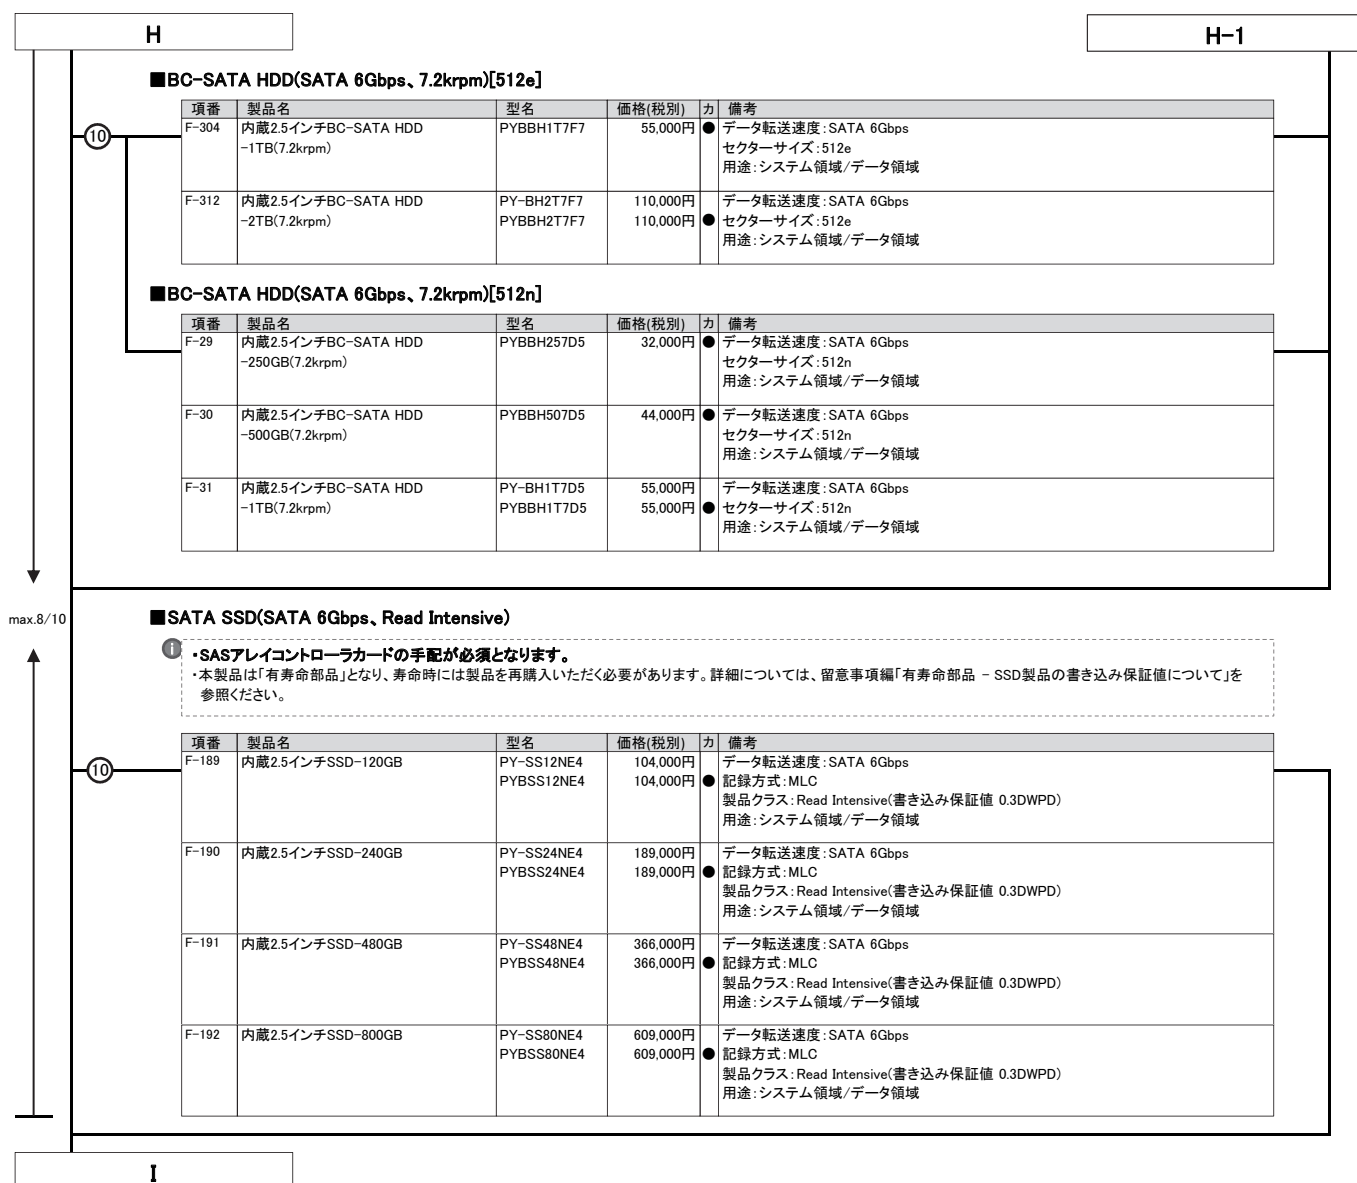 H
H-1
■BC-SATA HDD(SATA 6Gbps、7.2krpm)[512e]
項番 製品名 型名 価格(税別) カ 備考
F-304 内蔵2.5インチBC-SATA HDD PYBBH1T7F7 55,000円 ● データ転送速度:SATA 6Gbps
-1TB(7.2krpm) セクターサイズ:512e
用途:システム領域/データ領域
F-312 内蔵2.5インチBC-SATA HDD PY-BH2T7F7 110,000円 データ転送速度:SATA 6Gbps
-2TB(7.2krpm) PYBBH2T7F7 110,000円 ● セクターサイズ:512e
用途:システム領域/データ領域
⑩
■BC-SATA HDD(SATA 6Gbps、7.2krpm)[512n]
項番 製品名 型名 価格(税別) カ 備考
F-29 内蔵2.5インチBC-SATA HDD PYBBH257D5 32,000円 ● データ転送速度:SATA 6Gbps
-250GB(7.2krpm) セクターサイズ:512n
用途:システム領域/データ領域
F-30 内蔵2.5インチBC-SATA HDD PYBBH507D5 44,000円 ● データ転送速度:SATA 6Gbps
-500GB(7.2krpm) セクターサイズ:512n
用途:システム領域/データ領域
F-31 内蔵2.5インチBC-SATA HDD PY-BH1T7D5 55,000円 データ転送速度:SATA 6Gbps
-1TB(7.2krpm) PYBBH1T7D5 55,000円 ● セクターサイズ:512n
用途:システム領域/データ領域
max.8/10
■SATA SSD(SATA 6Gbps、Read Intensive)
i
・SASアレイコントローラカードの手配が必須となります。
・本製品は「有寿命部品」となり、寿命時には製品を再購入いただく必要があります。詳細については、留意事項編「有寿命部品 - SSD製品の書き込み保証値について」を
参照ください。
項番 製品名 型名 価格(税別) カ 備考
F-189 内蔵2.5インチSSD-120GB PY-SS12NE4 104,000円 データ転送速度:SATA 6Gbps
PYBSS12NE4 104,000円 ● 記録方式:MLC
製品クラス:Read Intensive(書き込み保証値 0.3DWPD)
用途:システム領域/データ領域
⑩
F-190 内蔵2.5インチSSD-240GB PY-SS24NE4 189,000円 データ転送速度:SATA 6Gbps
PYBSS24NE4 189,000円 ● 記録方式:MLC
製品クラス:Read Intensive(書き込み保証値 0.3DWPD)
用途:システム領域/データ領域
F-191 内蔵2.5インチSSD-480GB PY-SS48NE4 366,000円 データ転送速度:SATA 6Gbps
PYBSS48NE4 366,000円 ● 記録方式:MLC
製品クラス:Read Intensive(書き込み保証値 0.3DWPD)
用途:システム領域/データ領域
F-192 内蔵2.5インチSSD-800GB PY-SS80NE4 609,000円 データ転送速度:SATA 6Gbps
PYBSS80NE4 609,000円 ● 記録方式:MLC
製品クラス:Read Intensive(書き込み保証値 0.3DWPD)
用途:システム領域/データ領域
I